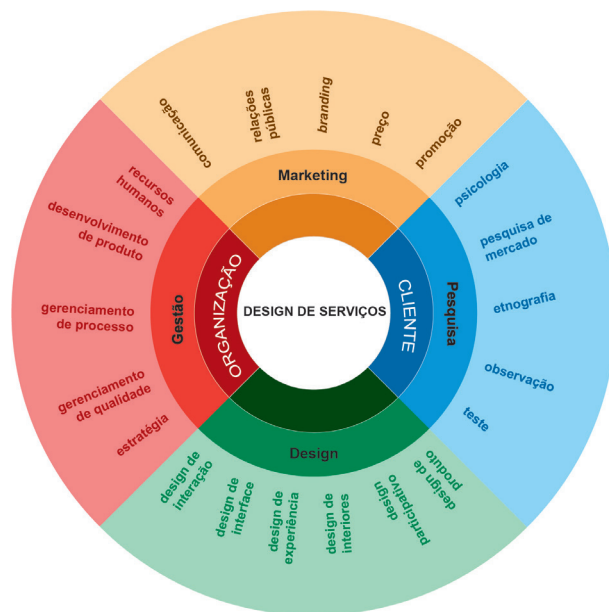 comunicação
relações
públicas
branding
preço
promoção
Marketing
psicologia
pesquisa de
mercado
etnografia
observação
teste
Pesquisa
CLIENTE
DESIGN DE SERVIÇOS
ORGANIZAÇÃO
Gestão
recursos
humanos
desenvolvimento
de produto
gerenciamento
de processo
gerenciamento
de qualidade
estratégia
Design
design de
interação
design de
interface
design de
experiência
design de
interiores
design
participativo
design de
produto